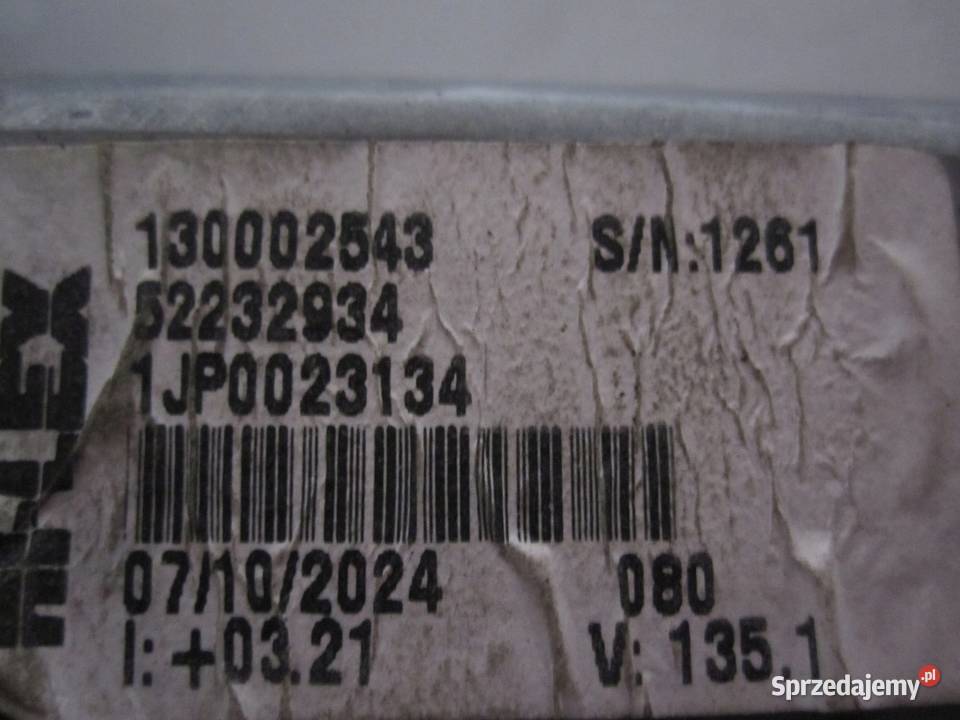 130002543 S/N:1261
52232934
1JP0023134
07/10/2024 080
I: +03.21 V: 135.1
Sprzedajemy.pl